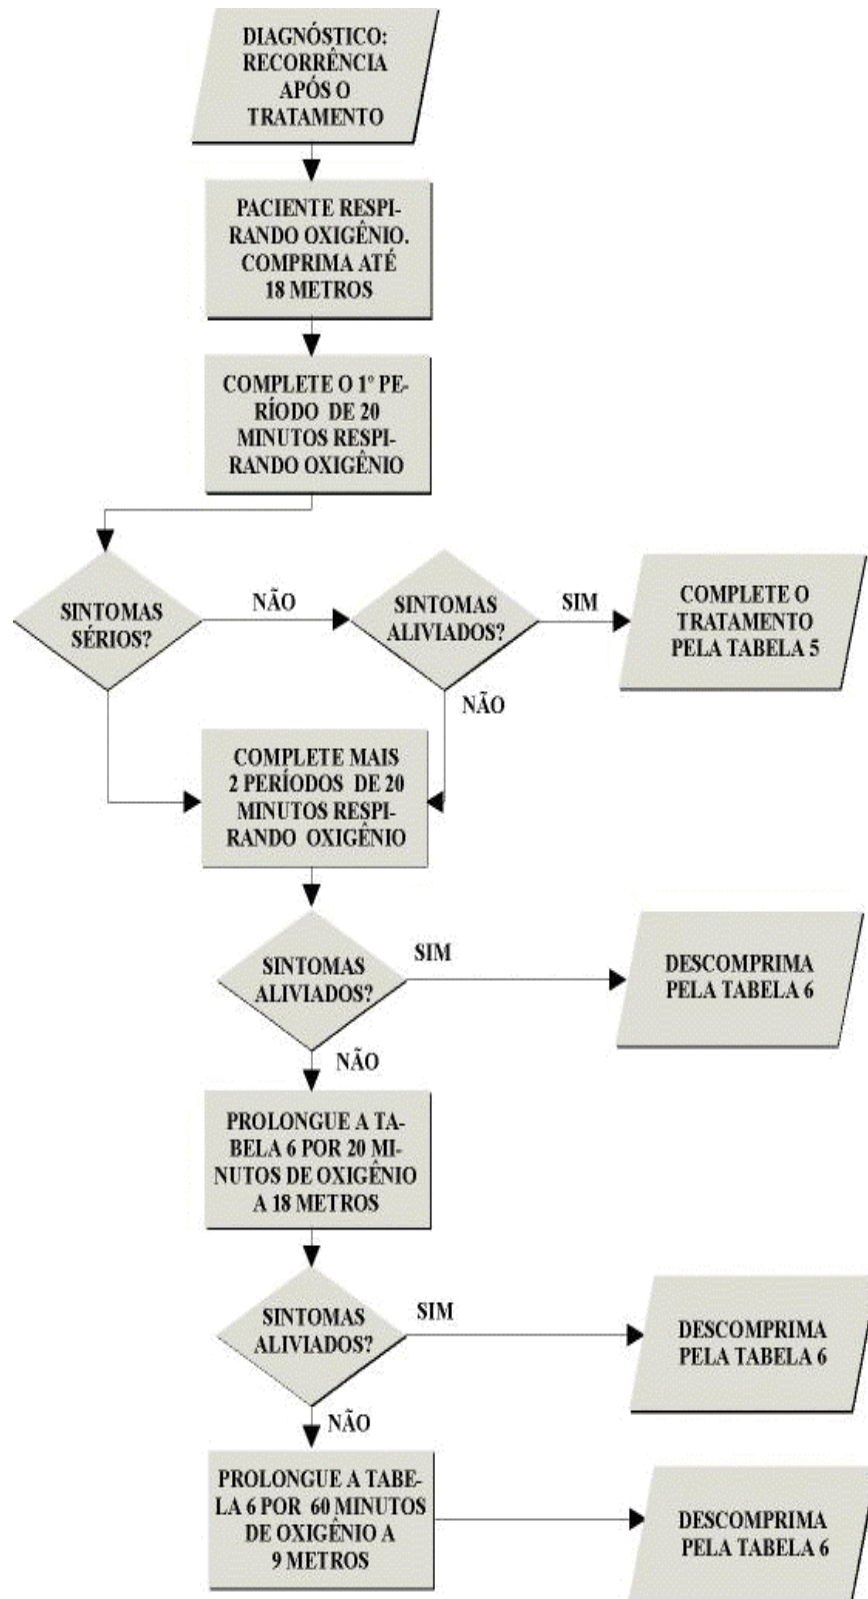 DIAGNÓSTICO:
RECORRÊNCIA
APÓS O
TRATAMENTO
PACIENTE RESPI-
RANDO OXIGÊNIO.
COMPRIMA ATÉ
18 METROS
COMPLETE O 1º PE-
RÍODO DE 20
MINUTOS RESPI-
RANDO OXIGÊNIO
SINTOMAS
SÉRIOS?
NÃO
SINTOMAS
ALIVIADOS?
SIM
COMPLETE O
TRATAMENTO
PELA TABELA 5
NÃO
COMPLETE MAIS
2 PERÍODOS DE 20
MINUTOS RESPI-
RANDO OXIGÊNIO
SINTOMAS
ALIVIADOS?
SIM
DESCOMPRIMA
PELA TABELA 6
NÃO
PROLONGUE A TA-
BELA 6 POR 20 MI-
NUTOS DE OXIGÊNIO
A 18 METROS
SINTOMAS
ALIVIADOS?
SIM
DESCOMPRIMA
PELA TABELA 6
NÃO
PROLONGUE A TABE-
LA 6 POR 60 MINUTOS
DE OXIGÊNIO A
9 METROS
DESCOMPRIMA
PELA TABELA 6